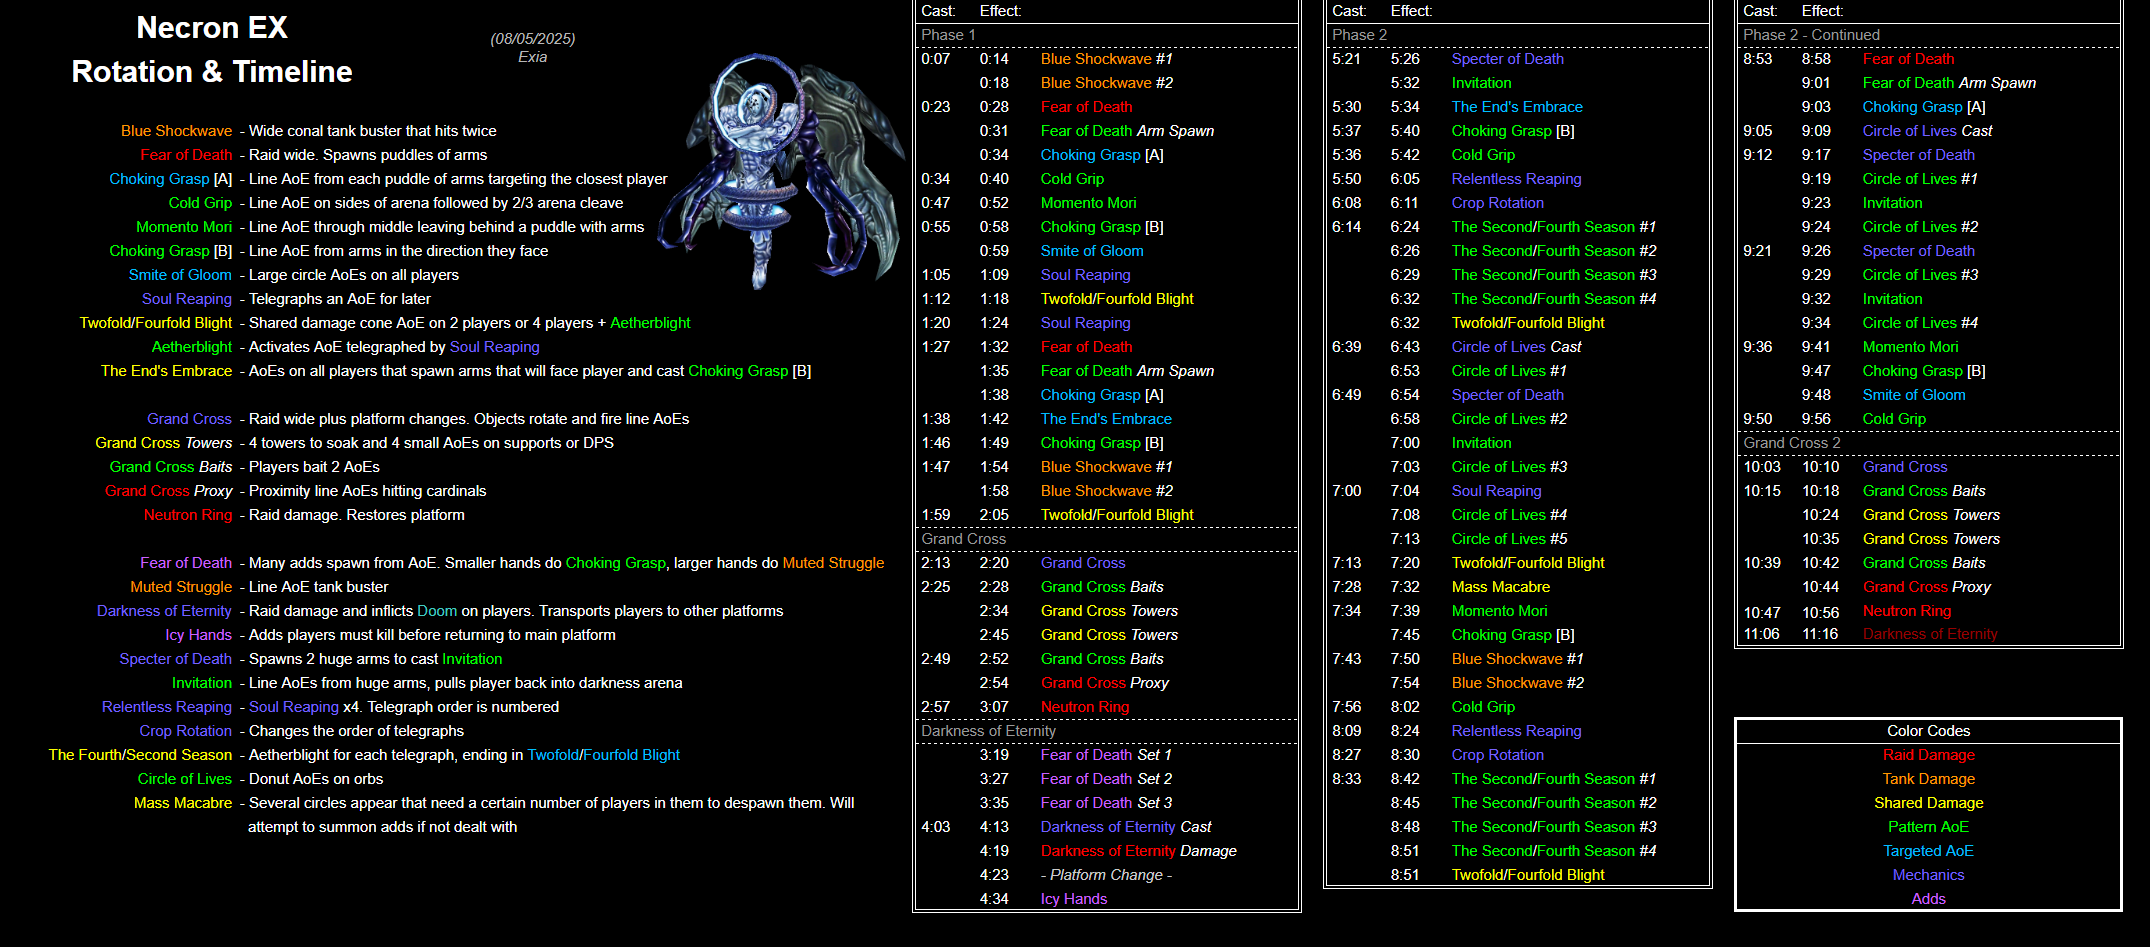 Necron EX
Rotation & Timeline
(08/05/2025)
Exia
Blue Shockwave - Wide conal tank buster that hits twice
Fear of Death - Raid wide. Spawns puddles of arms
Choking Grasp [A] - Line AoE from each puddle of arms targeting the closest player
Cold Grip - Line AoE on sides of arena followed by 2/3 arena cleave
Momento Mori - Line AoE through middle leaving behind a puddle with arms
Choking Grasp [B] - Line AoE from arms in the direction they face
Smite of Gloom - Large circle AoEs on all players
Soul Reaping - Telegraphs an AoE for later
Twofold/Fourfold Blight - Shared damage cone AoE on 2 players or 4 players + Aetherblight
Aetherblight - Activates AoE telegraphed by Soul Reaping
The End's Embrace - AoEs on all players that spawn arms that will face player and cast Choking Grasp [B]
Grand Cross - Raid wide plus platform changes. Objects rotate and fire line AoEs
Grand Cross Towers - 4 towers to soak and 4 small AoEs on supports or DPS
Grand Cross Baits - Players bait 2 AoEs
Grand Cross Proxy - Proximity line AoEs hitting cardinals
Neutron Ring - Raid damage. Restores platform
Fear of Death - Many adds spawn from AoE. Smaller hands do Choking Grasp, larger hands do Muted Struggle
Muted Struggle - Line AoE tank buster
Darkness of Eternity - Raid damage and inflicts Doom on players. Transports players to other platforms
Icy Hands - Adds players must kill before returning to main platform
Specter of Death - Spawns 2 huge arms to cast Invitation
Invitation - Line AoEs from huge arms, pulls player back into darkness arena
Relentless Reaping - Soul Reaping x4. Telegraph order is numbered
Crop Rotation - Changes the order of telegraphs
The Fourth/Second Season - Aetherblight for each telegraph, ending in Twofold/Fourfold Blight
Circle of Lives - Donut AoEs on orbs
Mass Macabre - Several circles appear that need a certain number of players in them to despawn them. Will
attempt to summon adds if not dealt with
Cast: Effect:
Phase 1
0:07 0:14 Blue Shockwave #1
0:18 Blue Shockwave #2
0:23 0:28 Fear of Death
0:31 Fear of Death Arm Spawn
0:34 Choking Grasp [A]
0:34 0:40 Cold Grip
0:47 0:52 Momento Mori
0:55 0:58 Choking Grasp [B]
0:59 Smite of Gloom
1:05 1:09 Soul Reaping
1:12 1:18 Twofold/Fourfold Blight
1:20 1:24 Soul Reaping
1:27 1:32 Fear of Death
1:35 Fear of Death Arm Spawn
1:38 Choking Grasp [A]
1:38 1:42 The End's Embrace
1:46 1:49 Choking Grasp [B]
1:47 1:54 Blue Shockwave #1
1:58 Blue Shockwave #2
1:59 2:05 Twofold/Fourfold Blight
Grand Cross
2:13 2:20 Grand Cross
2:25 2:28 Grand Cross Baits
2:34 Grand Cross Towers
2:45 Grand Cross Towers
2:49 2:52 Grand Cross Baits
2:54 Grand Cross Proxy
2:57 3:07 Neutron Ring
Darkness of Eternity
3:19 Fear of Death Set 1
3:27 Fear of Death Set 2
3:35 Fear of Death Set 3
4:03 4:13 Darkness of Eternity Cast
4:19 Darkness of Eternity Damage
4:23 - Platform Change -
4:34 Icy Hands
Cast: Effect:
Phase 2
5:21 5:26 Specter of Death
5:32 Invitation
5:30 5:34 The End's Embrace
5:37 5:40 Choking Grasp [B]
5:36 5:42 Cold Grip
5:50 6:05 Relentless Reaping
6:08 6:11 Crop Rotation
6:14 6:24 The Second/Fourth Season #1
6:26 The Second/Fourth Season #2
6:29 The Second/Fourth Season #3
6:32 The Second/Fourth Season #4
6:32 Twofold/Fourfold Blight
6:39 6:43 Circle of Lives Cast
6:53 Circle of Lives #1
6:49 6:54 Specter of Death
6:58 Circle of Lives #2
7:00 Invitation
7:03 Circle of Lives #3
7:00 7:04 Soul Reaping
7:08 Circle of Lives #4
7:13 Circle of Lives #5
7:13 7:20 Twofold/Fourfold Blight
7:28 7:32 Mass Macabre
7:34 7:39 Momento Mori
7:45 Choking Grasp [B]
7:43 7:50 Blue Shockwave #1
7:54 Blue Shockwave #2
7:56 8:02 Cold Grip
8:09 8:24 Relentless Reaping
8:27 8:30 Crop Rotation
8:33 8:42 The Second/Fourth Season #1
8:45 The Second/Fourth Season #2
8:48 The Second/Fourth Season #3
8:51 The Second/Fourth Season #4
8:51 Twofold/Fourfold Blight
Cast: Effect:
Phase 2 - Continued
8:53 8:58 Fear of Death
9:01 Fear of Death Arm Spawn
9:03 Choking Grasp [A]
9:05 9:09 Circle of Lives Cast
9:12 9:17 Specter of Death
9:19 Circle of Lives #1
9:23 Invitation
9:24 Circle of Lives #2
9:21 9:26 Specter of Death
9:29 Circle of Lives #3
9:32 Invitation
9:34 Circle of Lives #4
9:36 9:41 Momento Mori
9:47 Choking Grasp [B]
9:48 Smite of Gloom
9:50 9:56 Cold Grip
Grand Cross 2
10:03 10:10 Grand Cross
10:15 10:18 Grand Cross Baits
10:24 Grand Cross Towers
10:35 Grand Cross Towers
10:39 10:42 Grand Cross Baits
10:44 Grand Cross Proxy
10:47 10:56 Neutron Ring
11:06 11:16 Darkness of Eternity
Color Codes
Raid Damage
Tank Damage
Shared Damage
Pattern AoE
Targeted AoE
Mechanics
Adds